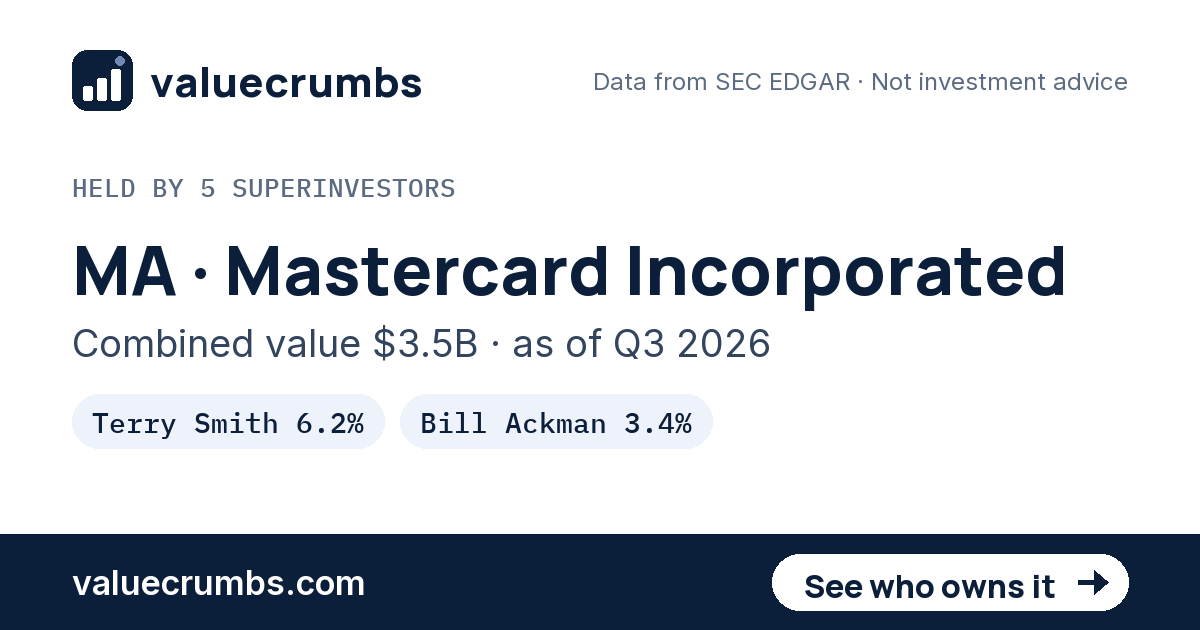 valuecrumbs
Data from SEC EDGAR · Not investment advice
HELD BY 5 SUPERINVESTORS
MA · Mastercard Incorporated
Combined value $3.5B · as of Q3 2026
Terry Smith 6.2%
Bill Ackman 3.4%
valuecrumbs.com
See who owns it →